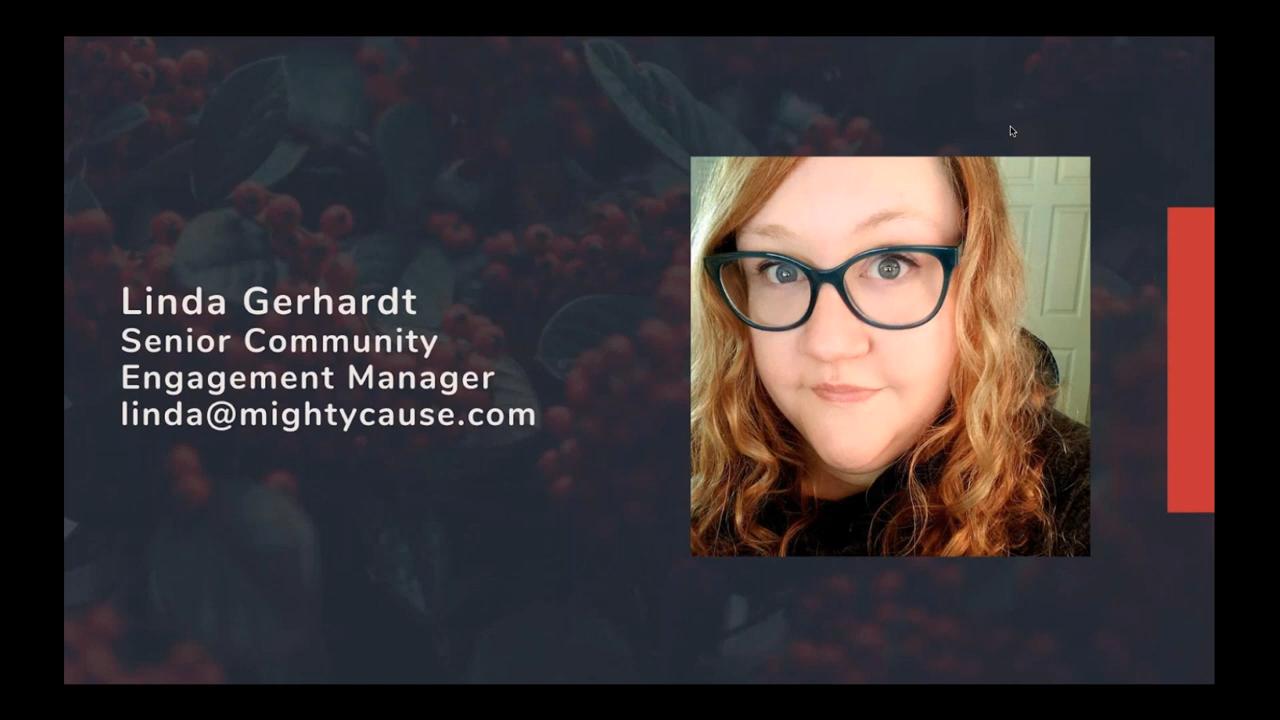 Linda Gerhardt
Senior Community
Engagement Manager
linda@mightycause.com